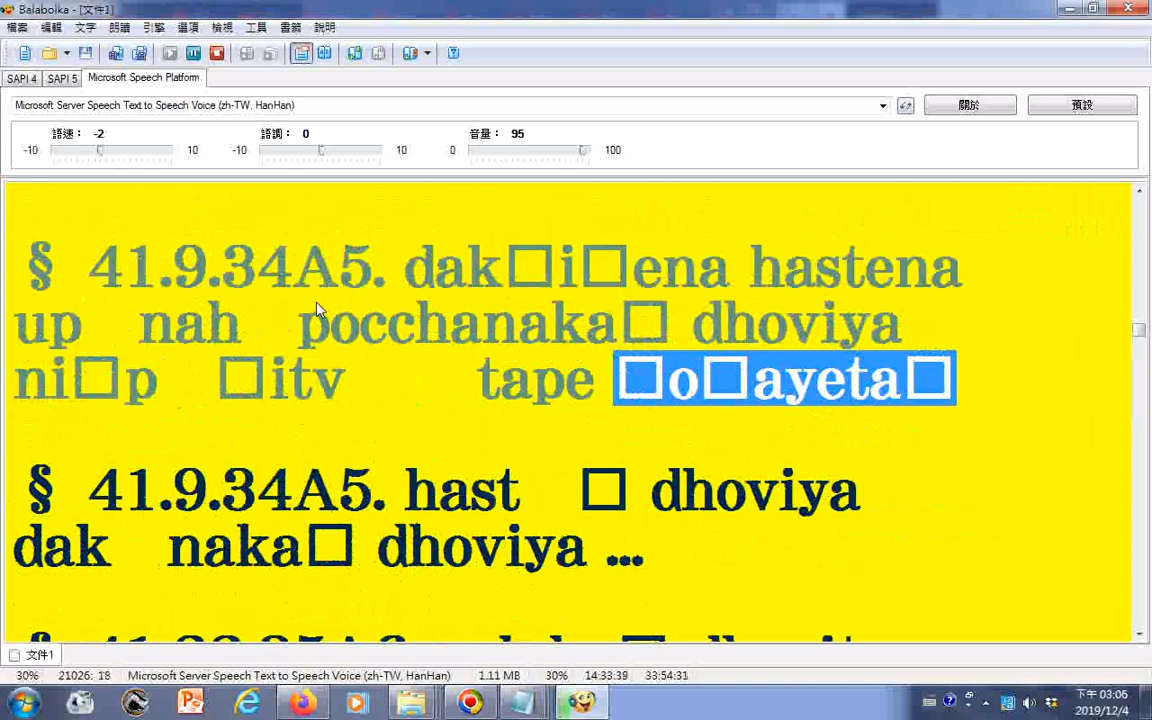 Balabolka - [文件1]
檔案 編輯 文字 朗讀 引擎 選項 檢視 工具 書籤 說明
SAPI 4 SAPI 5 Microsoft Speech Platform
Microsoft Server Speech Text to Speech Voice (zh-TW, HanHan) 關於 預設
語速： -2 語調： 0 音量： 95
-10 10 -10 10 0 100
§ 41.9.34A5. dak□i□ena hastena
up nah pocchanaka□ dhoviya
ni□p □itv tape □o□ayeta□
§ 41.9.34A5. hast □ dhoviya
dak naka□ dhoviya ...
文件1
30% 21026: 18 Microsoft Server Speech Text to Speech Voice (zh-TW, HanHan) 1.11 MB 30% 14:33:39 33:54:31
下午 03:06
2019/12/4